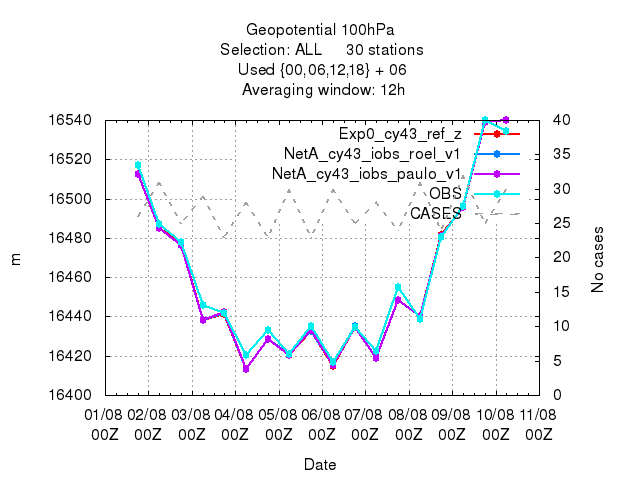 Geopotential 100hPa
Selection: ALL 30 stations
Used {00,06,12,18} + 06
Averaging window: 12h
16540
16520
16500
16480
16460
16440
16420
16400
m
Exp0_cy43_ref_z
NetA_cy43_iobs_roel_v1
NetA_cy43_iobs_paulo_v1
OBS
CASES
40
35
30
25
20
15
10
5
0
No cases
01/08 02/08 03/08 04/08 05/08 06/08 07/08 08/08 09/08 10/08 11/08
00Z 00Z 00Z 00Z 00Z 00Z 00Z 00Z 00Z 00Z 00Z
Date